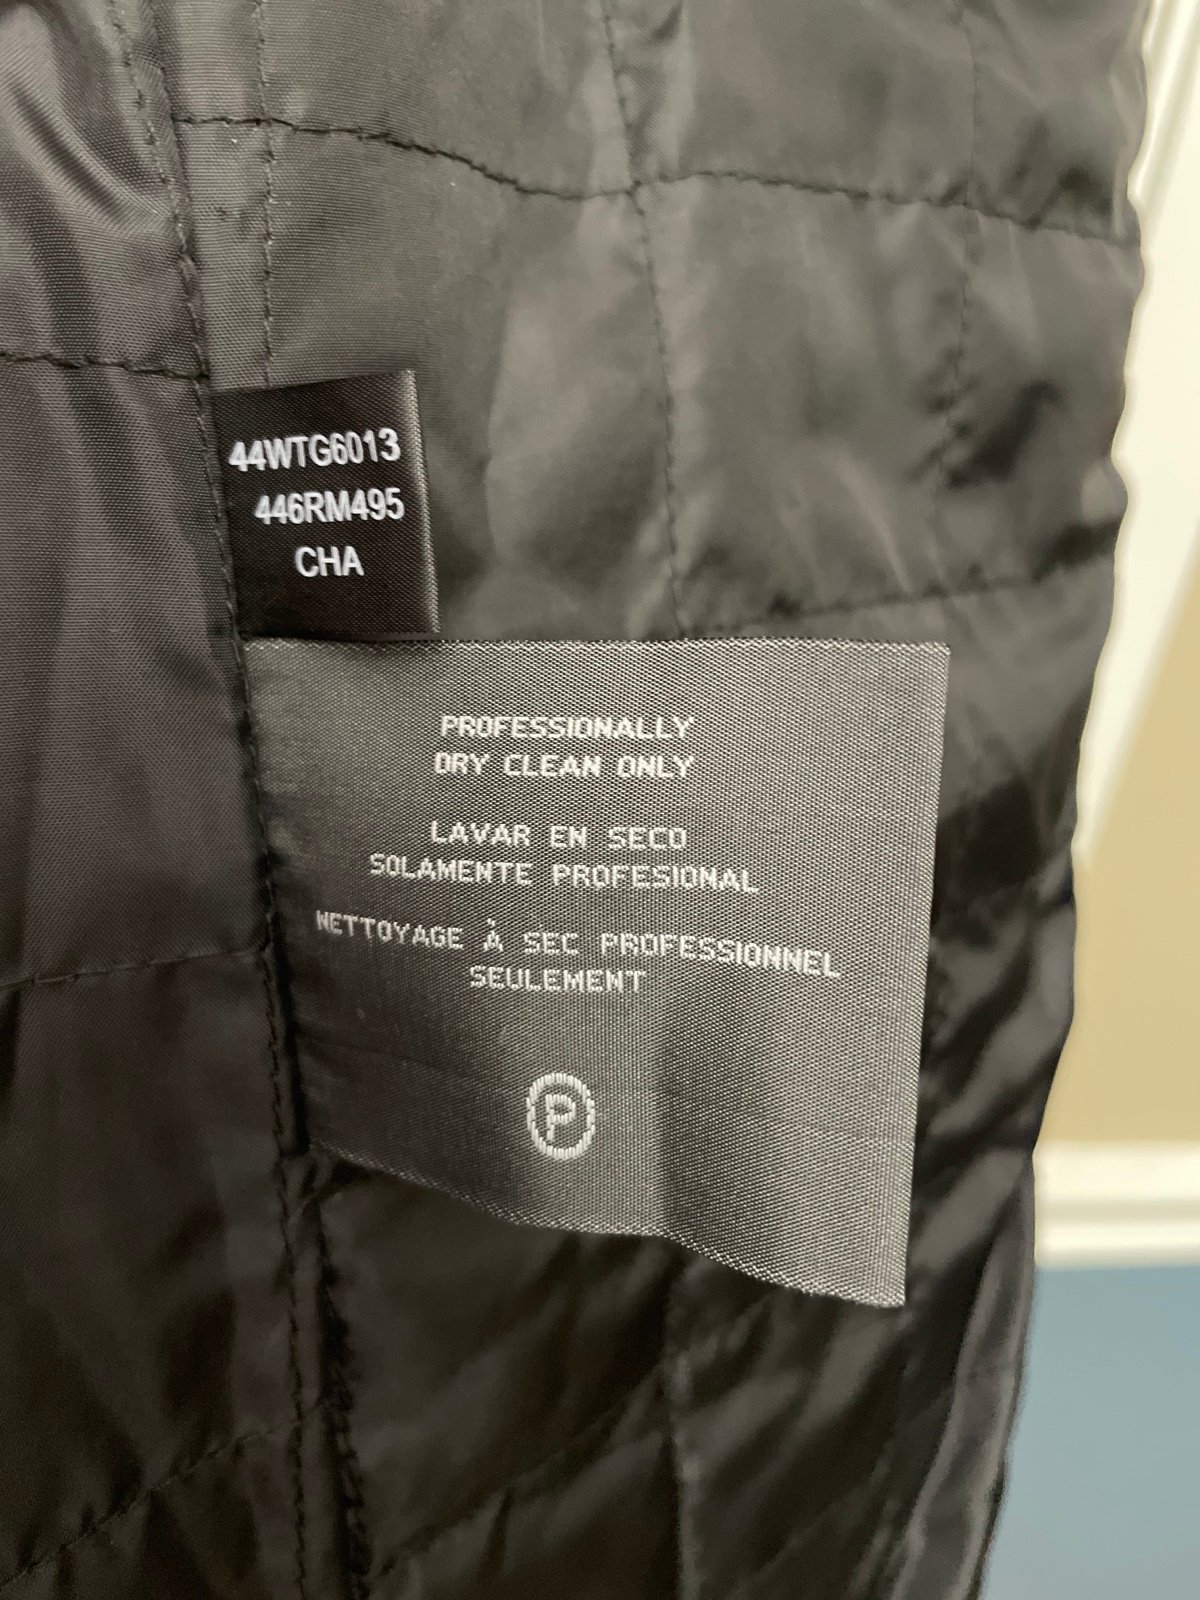 44WTG6013
446RM495
CHA
PROFESSIONALLY
DRY CLEAN ONLY
LAVAR EN SECO
SOLAMENTE PROFESIONAL
NETTOYAGE À SEC PROFESSIONNEL
SEULEMENT
P